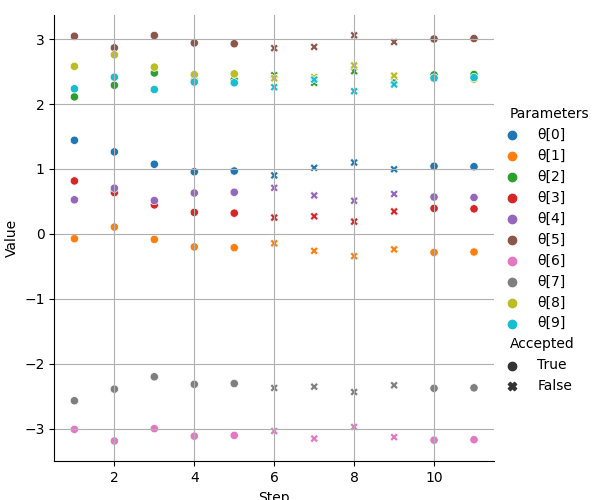 3
2
1
0
−1
−2
−3
Value
2
4
6
8
10
Step
Parameters
θ[0]
θ[1]
θ[2]
θ[3]
θ[4]
θ[5]
θ[6]
θ[7]
θ[8]
θ[9]
Accepted
True
False